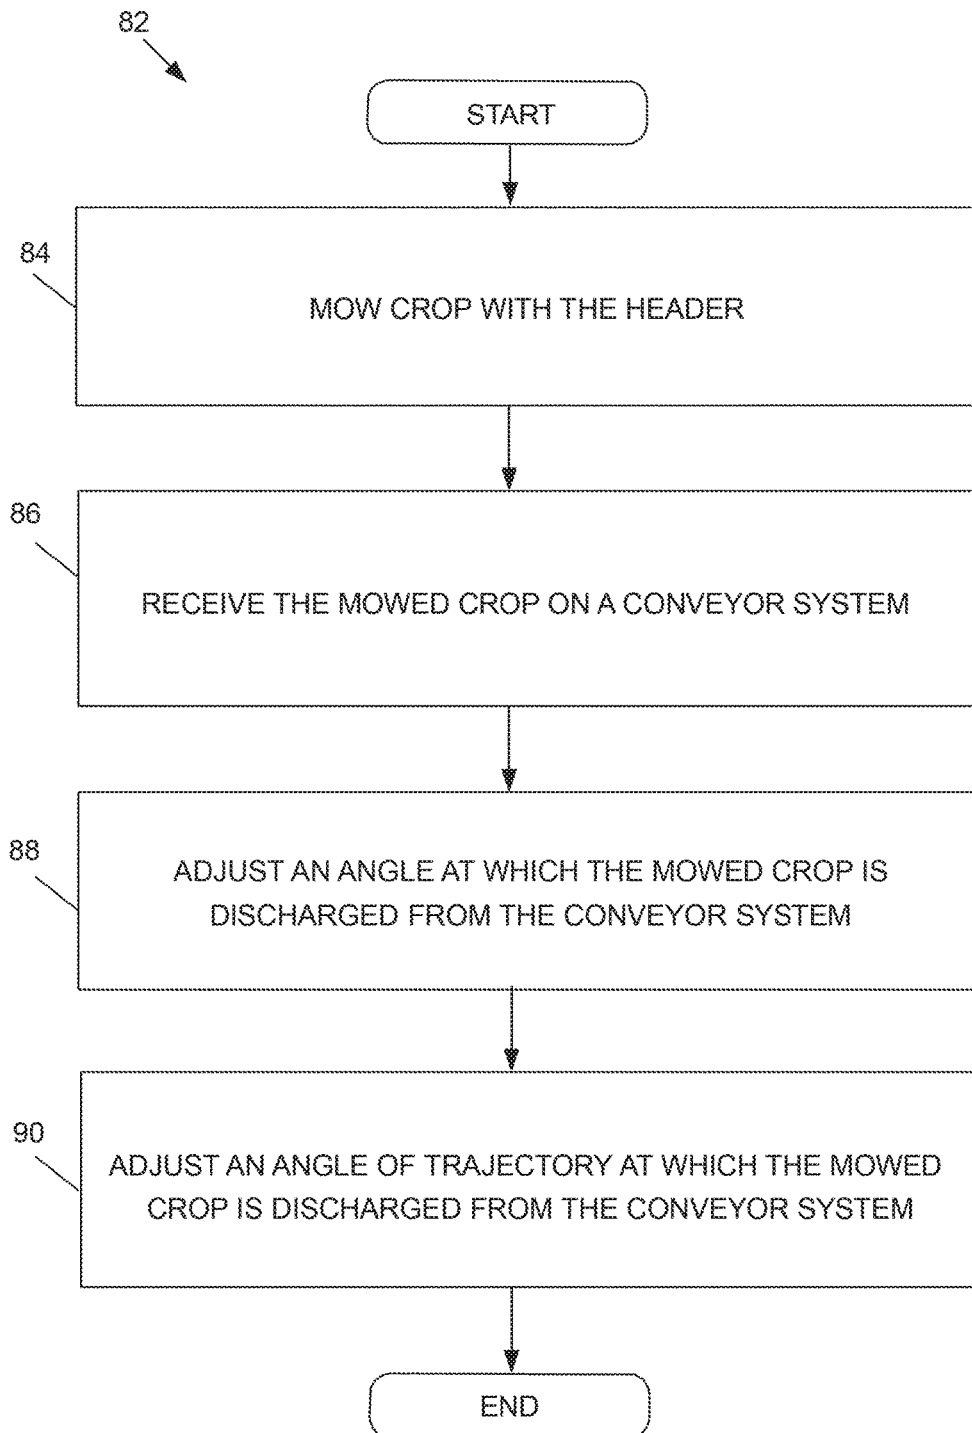 82
START
84
MOW CROP WITH THE HEADER
86
RECEIVE THE MOWED CROP ON A CONVEYOR SYSTEM
88
ADJUST AN ANGLE AT WHICH THE MOWED CROP IS
DISCHARGED FROM THE CONVEYOR SYSTEM
90
ADJUST AN ANGLE OF TRAJECTORY AT WHICH THE MOWED
CROP IS DISCHARGED FROM THE CONVEYOR SYSTEM
END